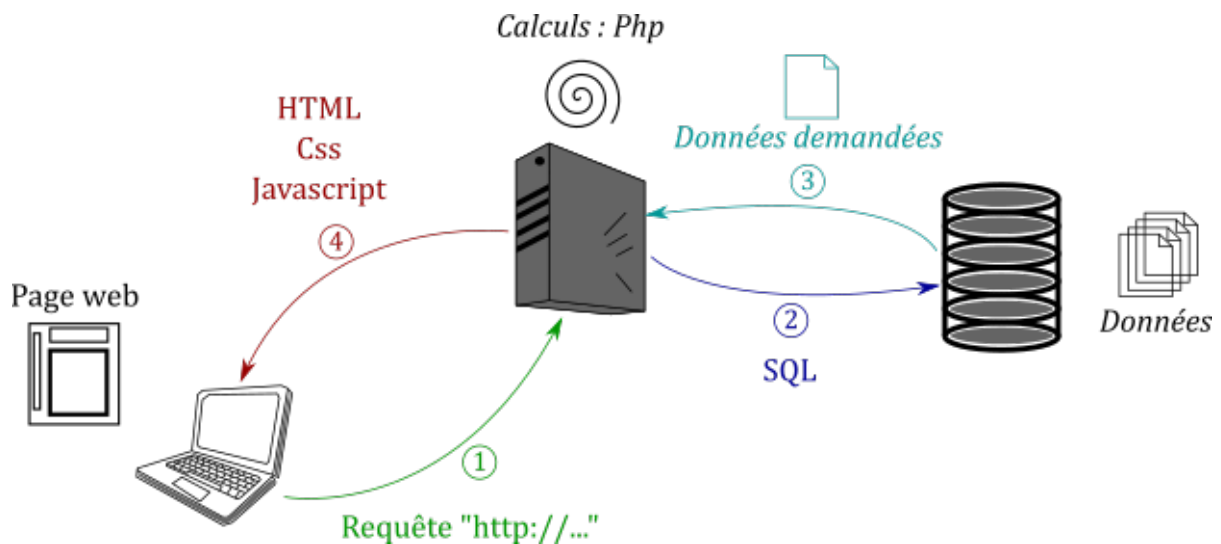 Calculs : Php
HTML
Css
Javascript
Données demandées
③
④
Page web
②
SQL
Données
①
Requête "http://..."